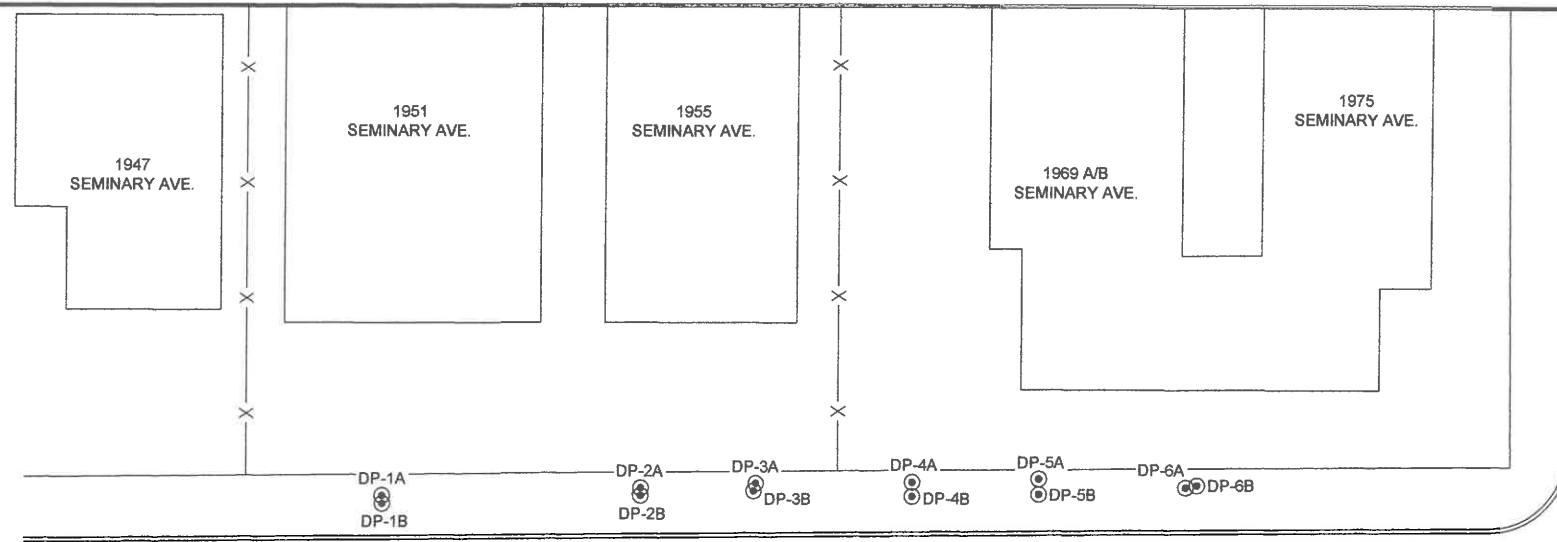 1947
SEMINARY AVE.
1951
SEMINARY AVE.
1955
SEMINARY AVE.
1969 A/B
SEMINARY AVE.
1975
SEMINARY AVE.
DP-1A
DP-1B
DP-2A
DP-2B
DP-3A
DP-3B
DP-4A
DP-4B
DP-5A
DP-5B
DP-6A
DP-6B